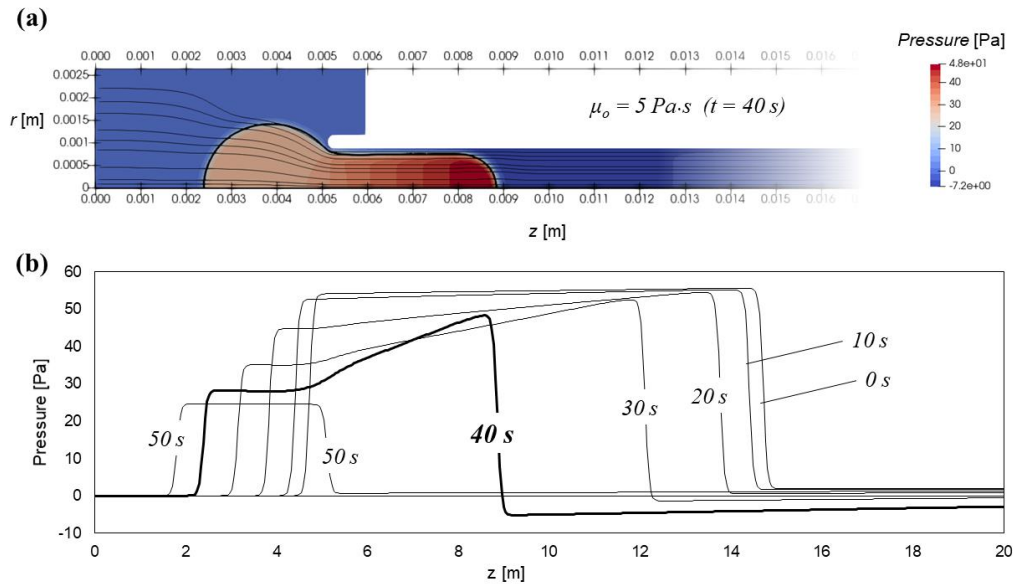 (a)
Pressure [Pa]
0.000 0.001 0.002 0.003 0.004 0.005 0.006 0.007 0.008 0.009 0.010 0.011 0.012 0.013 0.014 0.015 0.016
0.0025
0.002
r [m] 0.0015
0.001
0.0005
0
μo = 5 Pa·s (t = 40 s)
4.8e+01
40
30
20
10
0
-7.2e+00
0.000 0.001 0.002 0.003 0.004 0.005 0.006 0.007 0.008 0.009 0.010 0.011 0.012 0.013 0.014 0.015 0.016
z [m]
(b)
Pressure [Pa]
60
50
40
30
20
10
0
-10
10 s
0 s
50 s
50 s
40 s
30 s
20 s
0 2 4 6 8 10 12 14 16 18 20
z [m]